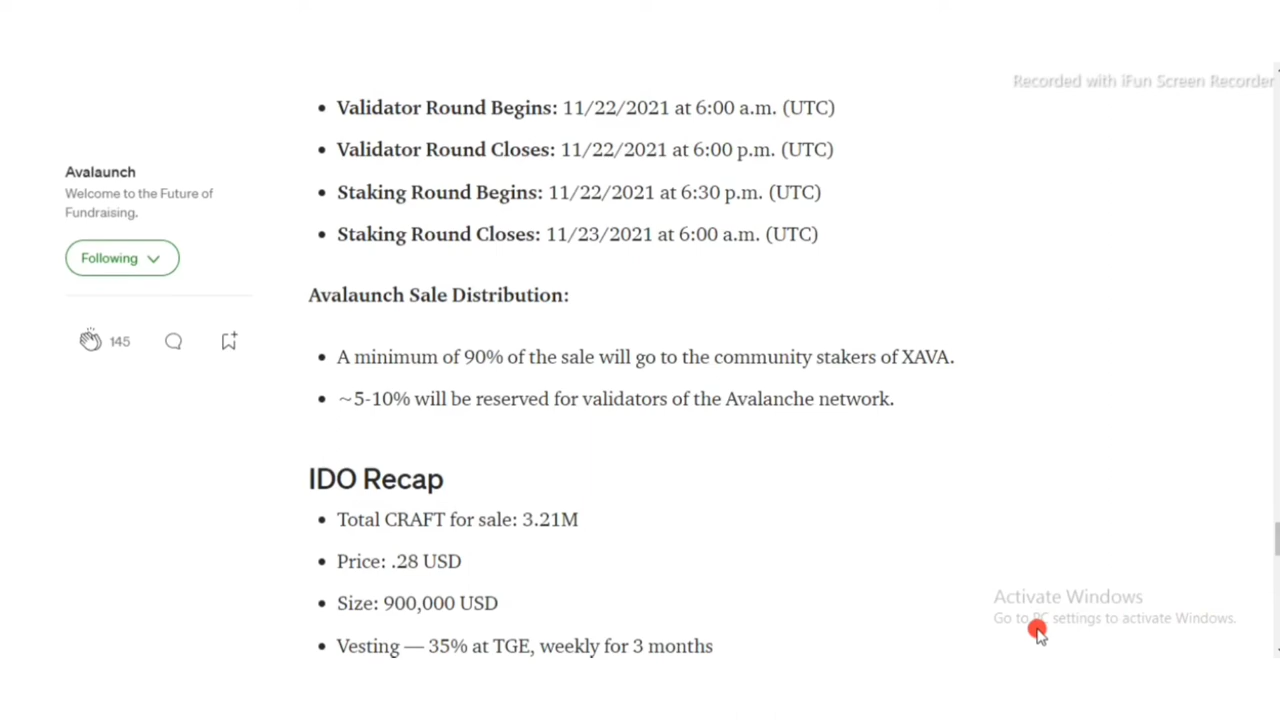 Recorded with iFun Screen Recorder
Validator Round Begins: 11/22/2021 at 6:00 a.m. (UTC)
Validator Round Closes: 11/22/2021 at 6:00 p.m. (UTC)
Staking Round Begins: 11/22/2021 at 6:30 p.m. (UTC)
Staking Round Closes: 11/23/2021 at 6:00 a.m. (UTC)
Avalaunch
Welcome to the Future of
Fundraising.
Following
145
Avalaunch Sale Distribution:
A minimum of 90% of the sale will go to the community stakers of XAVA.
~5-10% will be reserved for validators of the Avalanche network.
IDO Recap
Total CRAFT for sale: 3.21M
Price: .28 USD
Size: 900,000 USD
Vesting — 35% at TGE, weekly for 3 months
Activate Windows
Go to PC settings to activate Windows.